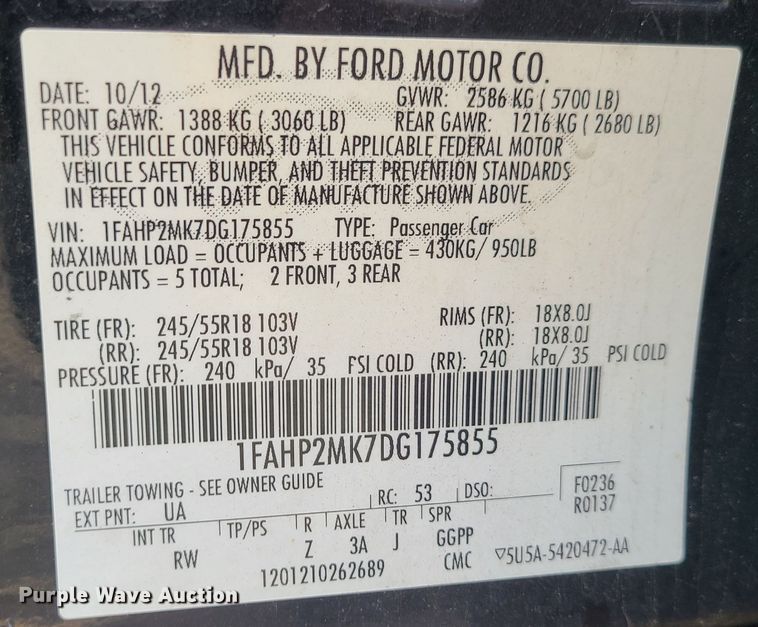 MFD. BY FORD MOTOR CO.
DATE: 10/12 GVWR: 2586 KG ( 5700 LB)
FRONT GAWR: 1388 KG ( 3060 LB) REAR GAWR: 1216 KG ( 2680 LB)
THIS VEHICLE CONFORMS TO ALL APPLICABLE FEDERAL MOTOR
VEHICLE SAFETY, BUMPER, AND THEFT PREVENTION STANDARDS
IN EFFECT ON THE DATE OF MANUFACTURE SHOWN ABOVE.
VIN: 1FAHP2MK7DG175855 TYPE: Passenger Car
MAXIMUM LOAD = OCCUPANTS + LUGGAGE = 430KG/ 950LB
OCCUPANTS = 5 TOTAL; 2 FRONT, 3 REAR
TIRE (FR): 245/55R18 103V RIMS (FR): 18X8.0J
(RR): 245/55R18 103V (RR): 18X8.0J
PRESSURE (FR): 240 kPa/ 35 PSI COLD (RR): 240 kPa/ 35 PSI COLD
1FAHP2MK7DG175855
TRAILER TOWING - SEE OWNER GUIDE
EXT PNT: UA RC: 53 DSO: F0236
R0137
INT TR TP/PS R AXLE TR SPR
RW Z 3A J GGPP
1201210262689 CMC ▽5U5A-5420472-AA
Purple Wave Auction